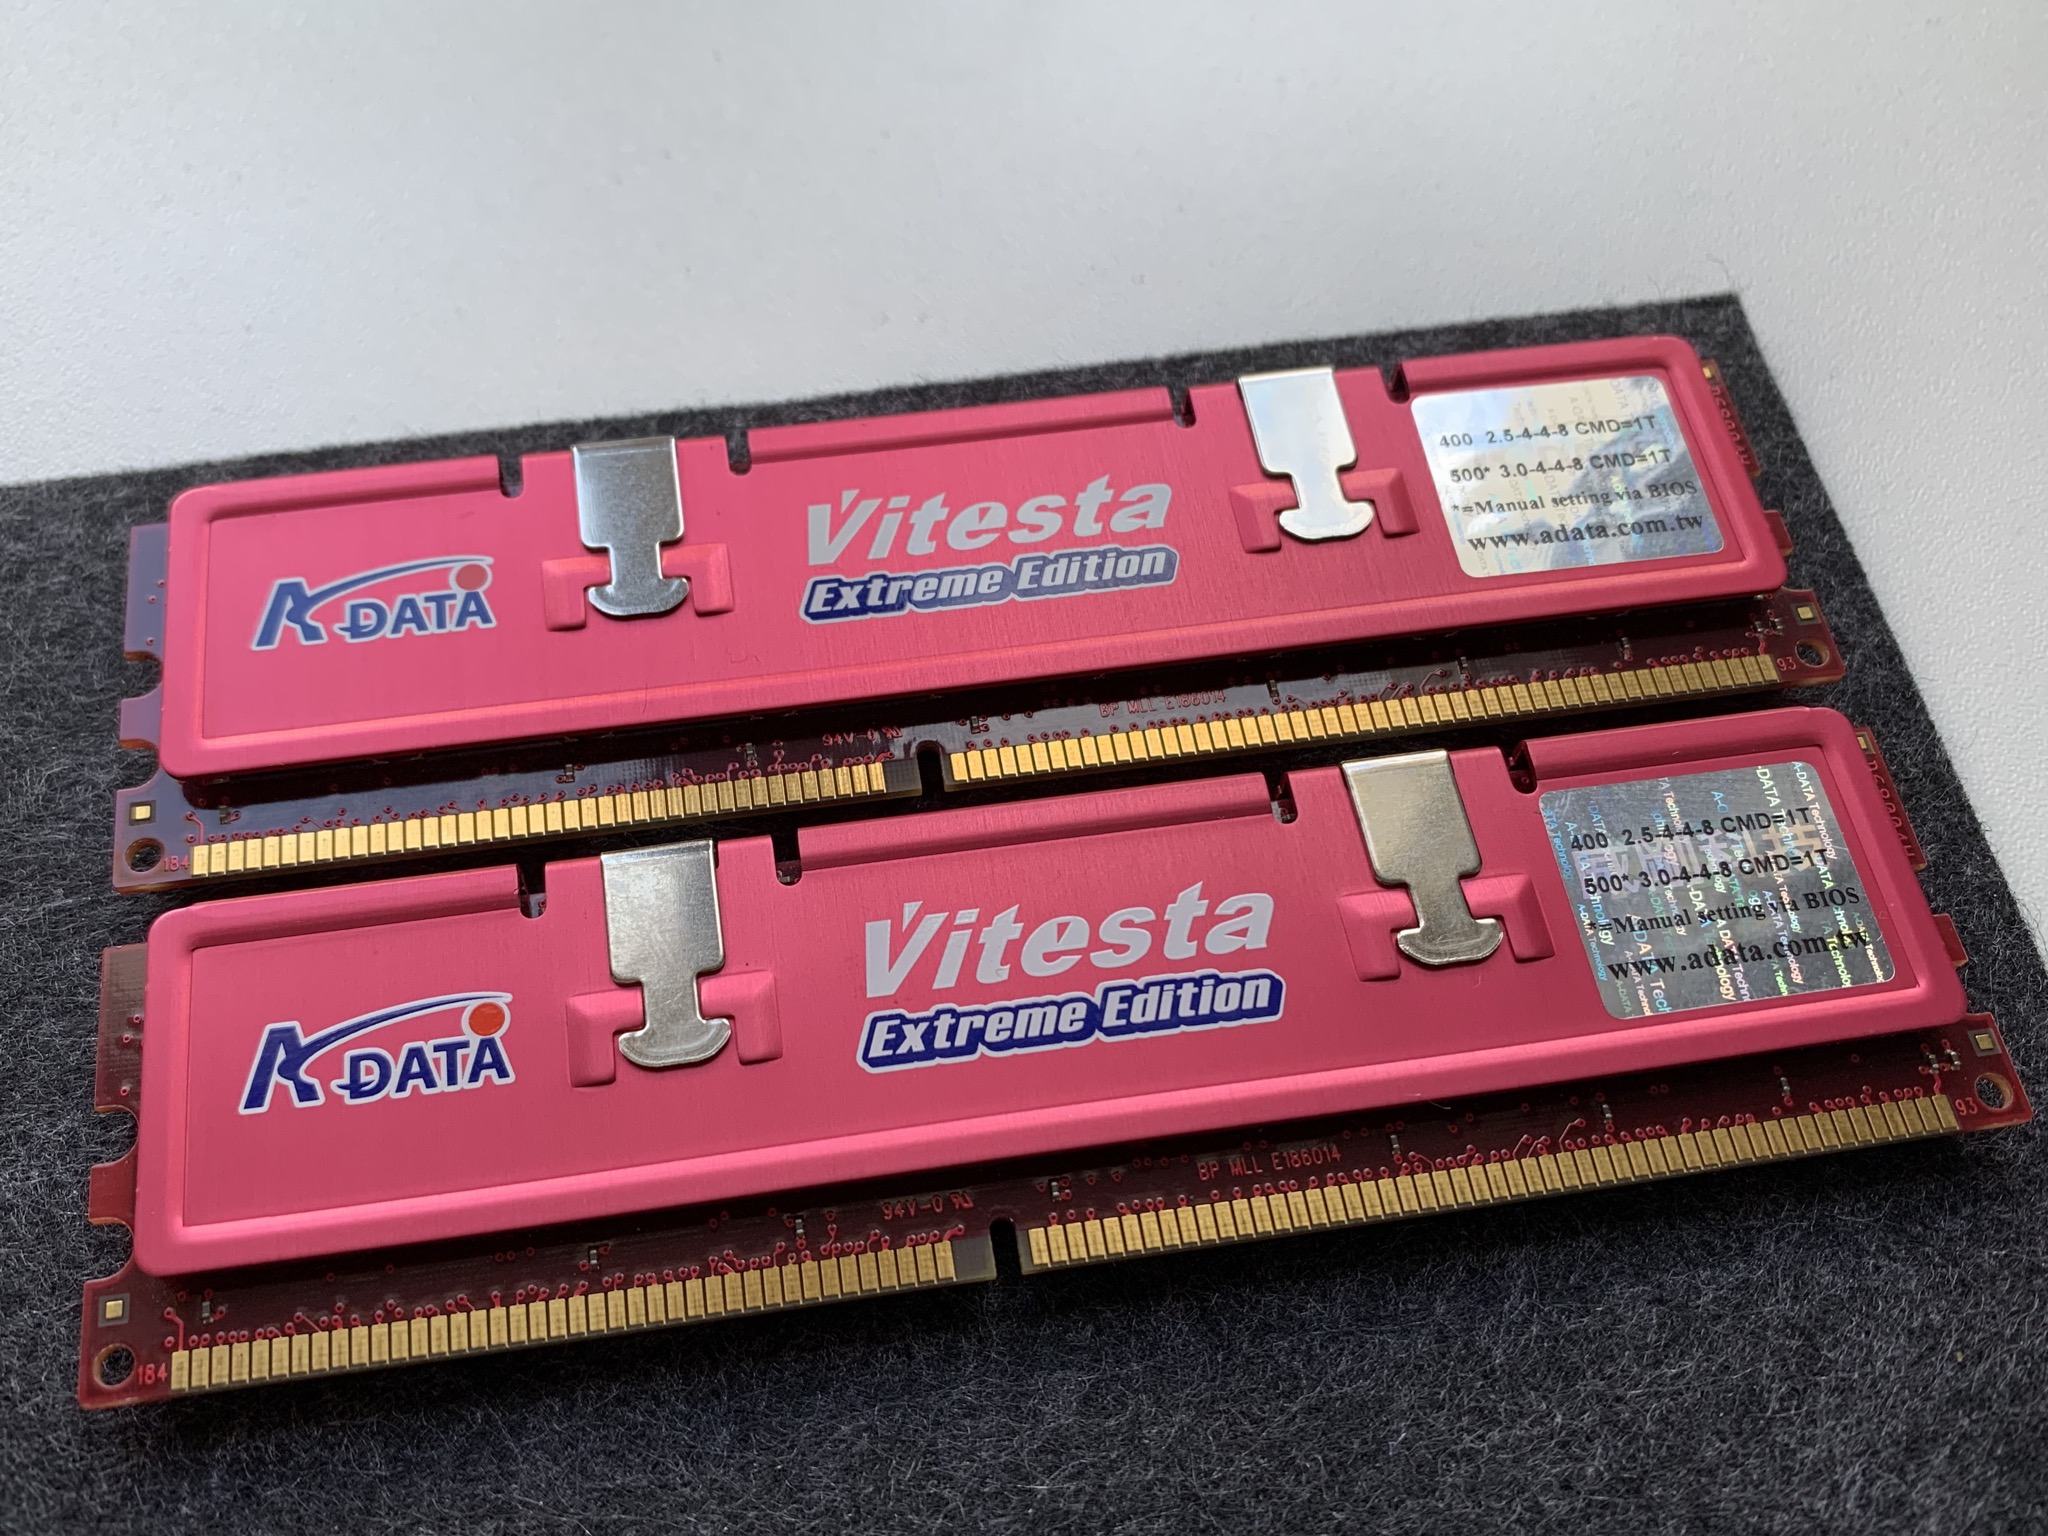 A-DATA
Vitesta
Extreme Edition
400 2.5-4-4-8 CMD=1T
500* 3.0-4-4-8 CMD=1T
*=Manual setting via BIOS
www.adata.com.tw
94V-0
BP MLL E186014
184
93
A-DATA
Vitesta
Extreme Edition
400 2.5-4-4-8 CMD=1T
500* 3.0-4-4-8 CMD=1T
*=Manual setting via BIOS
www.adata.com.tw
A-DATA Technology
94V-0
BP MLL E186014
184
93